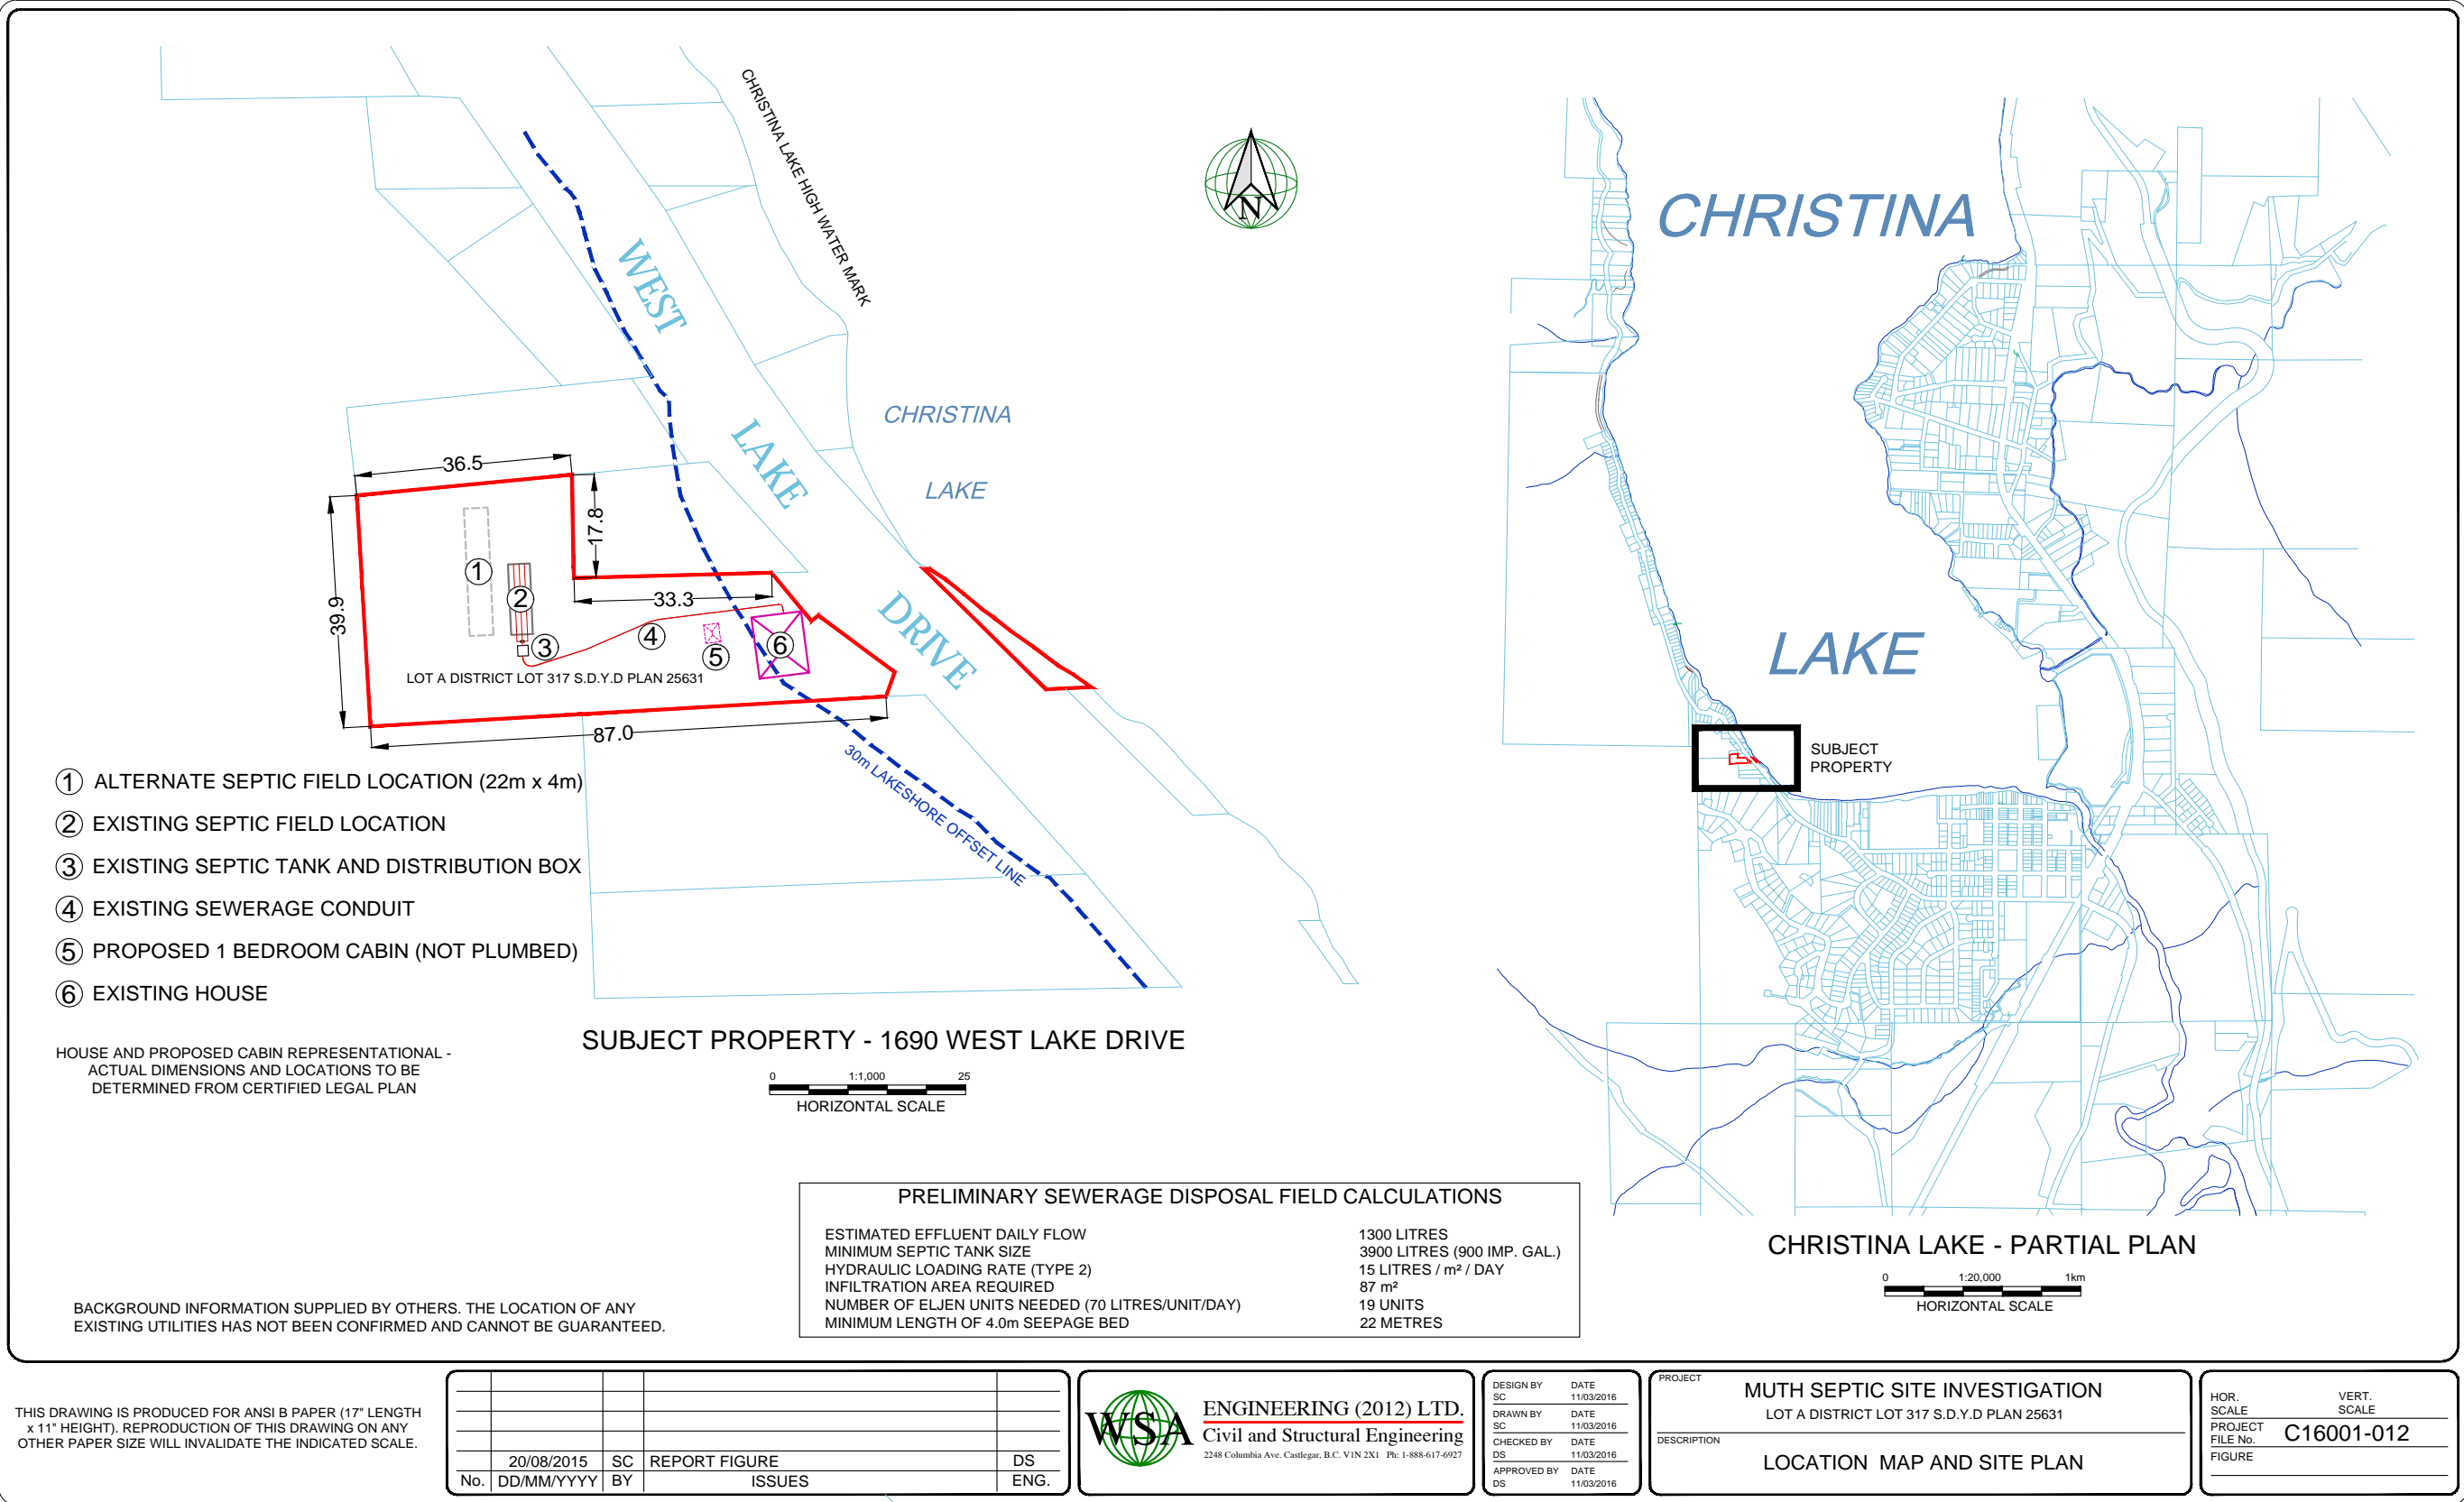 CHRISTINA LAKE HIGH WATER MARK
N
WEST
LAKE
DRIVE
CHRISTINA
LAKE
36.5
17.8
33.3
39.9
87.0
1
2
3
4
5
6
LOT A DISTRICT LOT 317 S.D.Y.D PLAN 25631
30m LAKESHORE OFFSET LINE
1 ALTERNATE SEPTIC FIELD LOCATION (22m x 4m)
2 EXISTING SEPTIC FIELD LOCATION
3 EXISTING SEPTIC TANK AND DISTRIBUTION BOX
4 EXISTING SEWERAGE CONDUIT
5 PROPOSED 1 BEDROOM CABIN (NOT PLUMBED)
6 EXISTING HOUSE
HOUSE AND PROPOSED CABIN REPRESENTATIONAL -
ACTUAL DIMENSIONS AND LOCATIONS TO BE
DETERMINED FROM CERTIFIED LEGAL PLAN
SUBJECT PROPERTY - 1690 WEST LAKE DRIVE
0 1:1,000 25
HORIZONTAL SCALE
CHRISTINA
LAKE
SUBJECT
PROPERTY
CHRISTINA LAKE - PARTIAL PLAN
0 1:20,000 1km
HORIZONTAL SCALE
PRELIMINARY SEWERAGE DISPOSAL FIELD CALCULATIONS
ESTIMATED EFFLUENT DAILY FLOW 1300 LITRES
MINIMUM SEPTIC TANK SIZE 3900 LITRES (900 IMP. GAL.)
HYDRAULIC LOADING RATE (TYPE 2) 15 LITRES / m² / DAY
INFILTRATION AREA REQUIRED 87 m²
NUMBER OF ELJEN UNITS NEEDED (70 LITRES/UNIT/DAY) 19 UNITS
MINIMUM LENGTH OF 4.0m SEEPAGE BED 22 METRES
BACKGROUND INFORMATION SUPPLIED BY OTHERS. THE LOCATION OF ANY
EXISTING UTILITIES HAS NOT BEEN CONFIRMED AND CANNOT BE GUARANTEED.
THIS DRAWING IS PRODUCED FOR ANSI B PAPER (17" LENGTH
x 11" HEIGHT). REPRODUCTION OF THIS DRAWING ON ANY
OTHER PAPER SIZE WILL INVALIDATE THE INDICATED SCALE.
20/08/2015 SC REPORT FIGURE DS
No. DD/MM/YYYY BY ISSUES ENG.
WSA
ENGINEERING (2012) LTD.
Civil and Structural Engineering
2248 Columbia Ave. Castlegar, B.C. V1N 2X1 Ph: 1-888-617-6927
DESIGN BY DATE
SC 11/03/2016
DRAWN BY DATE
SC 11/03/2016
CHECKED BY DATE
DS 11/03/2016
APPROVED BY DATE
DS 11/03/2016
PROJECT
MUTH SEPTIC SITE INVESTIGATION
LOT A DISTRICT LOT 317 S.D.Y.D PLAN 25631
DESCRIPTION
LOCATION MAP AND SITE PLAN
HOR. SCALE
VERT. SCALE
PROJECT FILE No. C16001-012
FIGURE